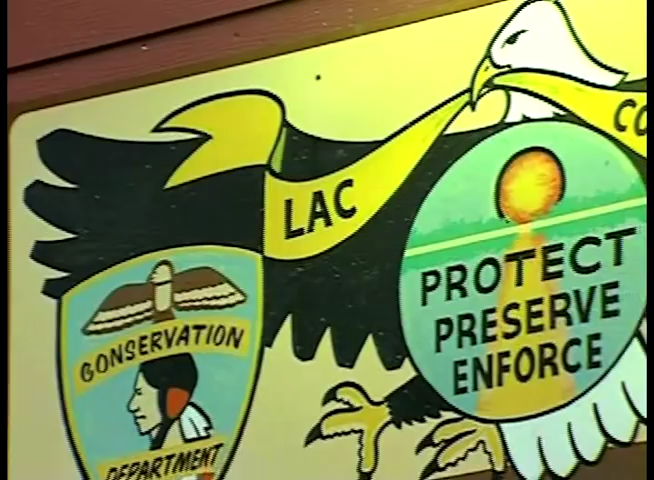 LAC
CO
PROTECT
PRESERVE
ENFORCE
CONSERVATION
DEPARTMENT